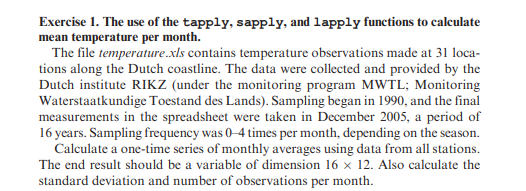 Exercise 1. The use of the tapply, sapply, and lapply functions to calculate
mean temperature per month.
The file temperature.xls contains temperature observations made at 31 loca-
tions along the Dutch coastline. The data were collected and provided by the
Dutch institute RIKZ (under the monitoring program MWTL; Monitoring
Waterstaatkundige Toestand des Lands). Sampling began in 1990, and the final
measurements in the spreadsheet were taken in December 2005, a period of
16 years. Sampling frequency was 0–4 times per month, depending on the season.
Calculate a one-time series of monthly averages using data from all stations.
The end result should be a variable of dimension 16 × 12. Also calculate the
standard deviation and number of observations per month.